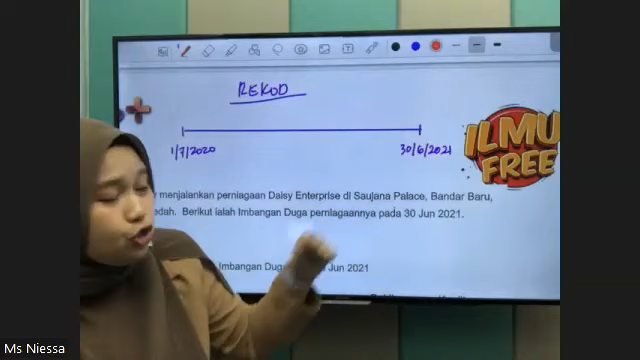 REKOD
1/7/2020
30/6/2021
ILMU
FREE
menjalankan perniagaan Daisy Enterprise di Saujana Palace, Bandar Baru,
Berikut ialah Imbangan Duga perniagaannya pada 30 Jun 2021.
Imbangan Duga
Jun 2021
Ms Niessa